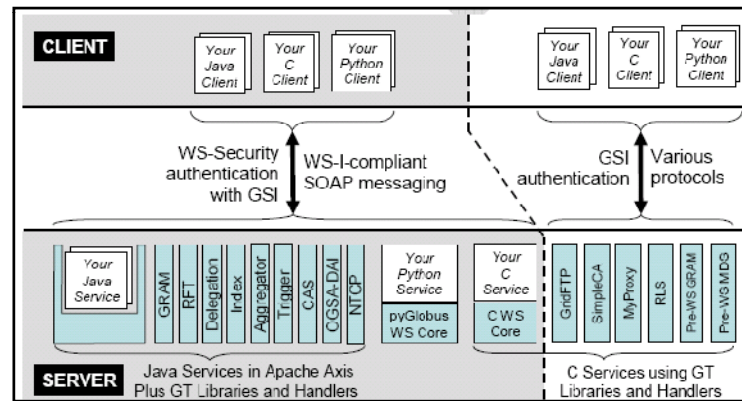 CLIENT
Your
Java
Client
Your
C
Client
Your
Python
Client
Your
Java
Client
Your
C
Client
Your
Python
Client
WS-Security
authentication
with GSI
WS-I-compliant
SOAP messaging
GSI
authentication
Various
protocols
Your
Java
Service
GRAM
RFT
Delegation
Index
Aggregator
Trigger
CAS
CGSA-DAI
NTCP
Your
Python
Service
pyGlobus
WS Core
Your
C
Service
C WS
Core
GridFTP
SimpleCA
MyProxy
RLS
Pre-WS GRAM
Pre-WS MDG
SERVER
Java Services in Apache Axis
Plus GT Libraries and Handlers
C Services using GT
Libraries and Handlers